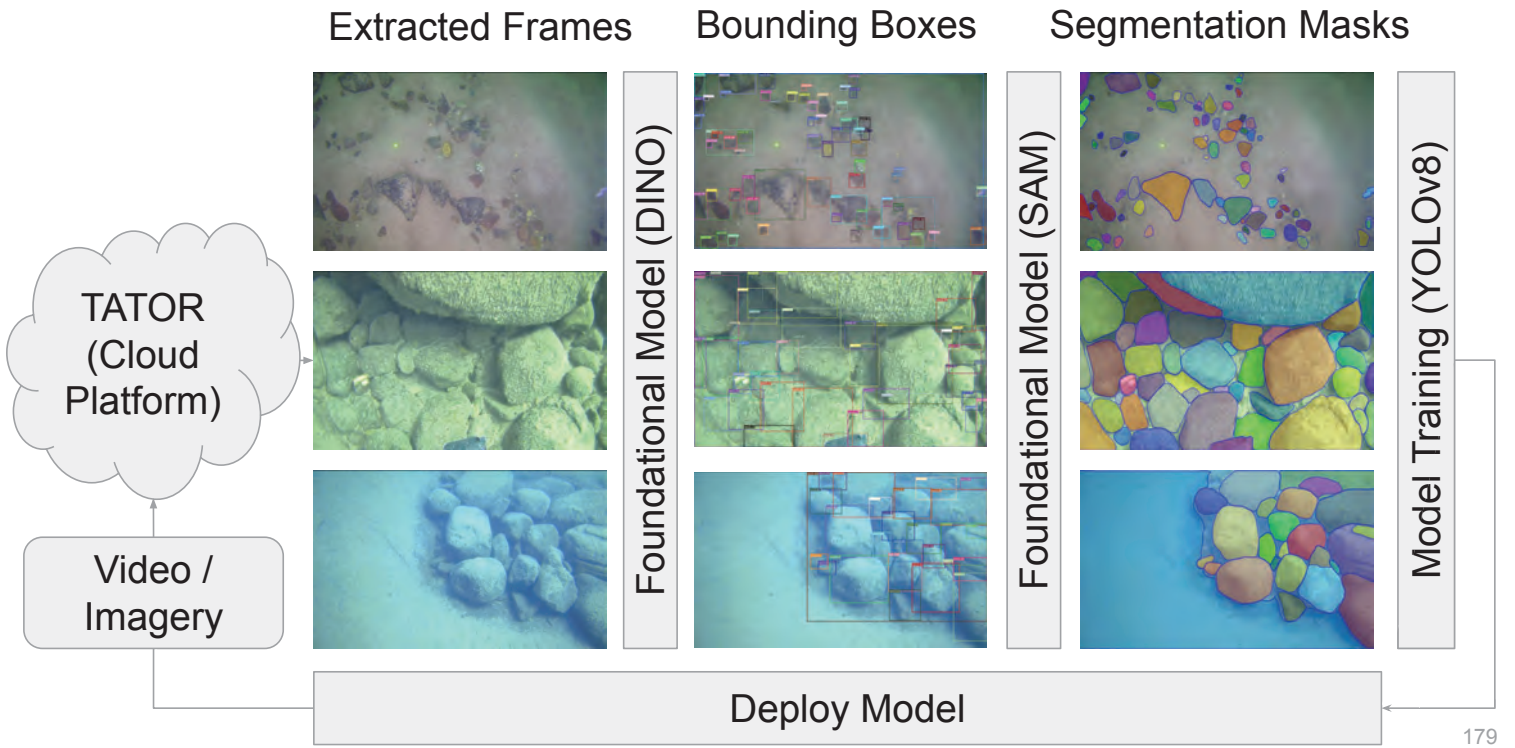 Extracted Frames
Bounding Boxes
Segmentation Masks
TATOR
(Cloud
Platform)
Video /
Imagery
Foundational Model (DINO)
Foundational Model (SAM)
Model Training (YOLOv8)
Deploy Model
179